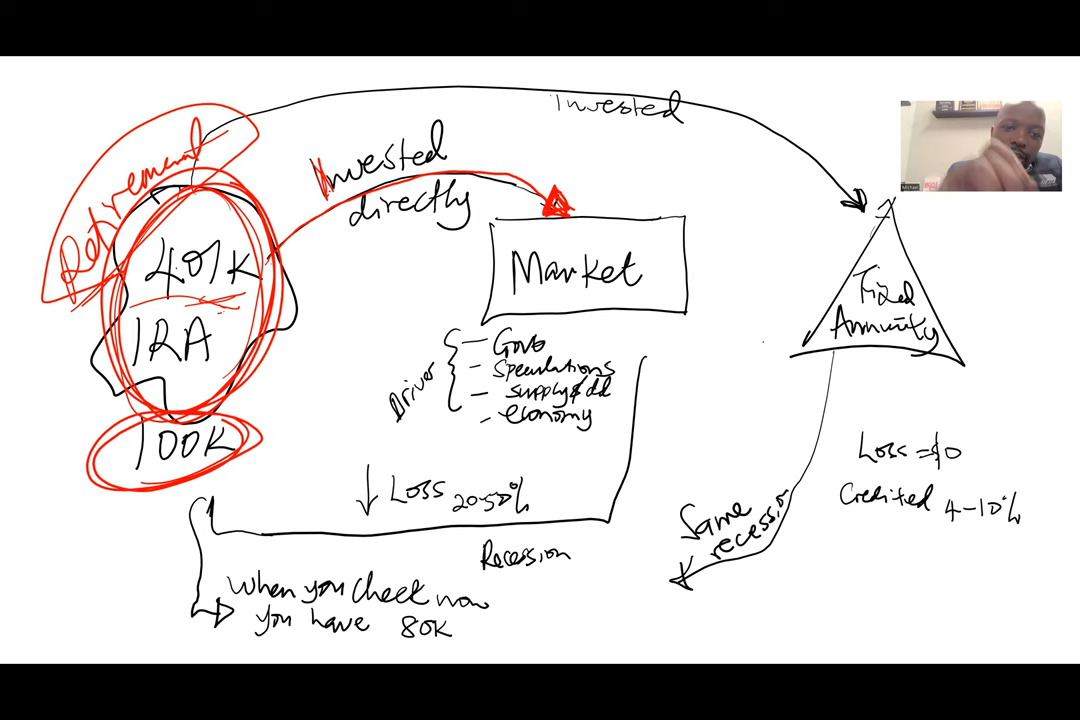 Invested
Retirement
Invested
directly
401K
IRA
100K
Market
Fixed
Annuity
Driver
- Govt
- Speculations
- supply & dd
- economy
Loss 20-50%
Recession
When you check now
you have 80K
Same
recession
Loss = $0
Credited 4-10%
Michael